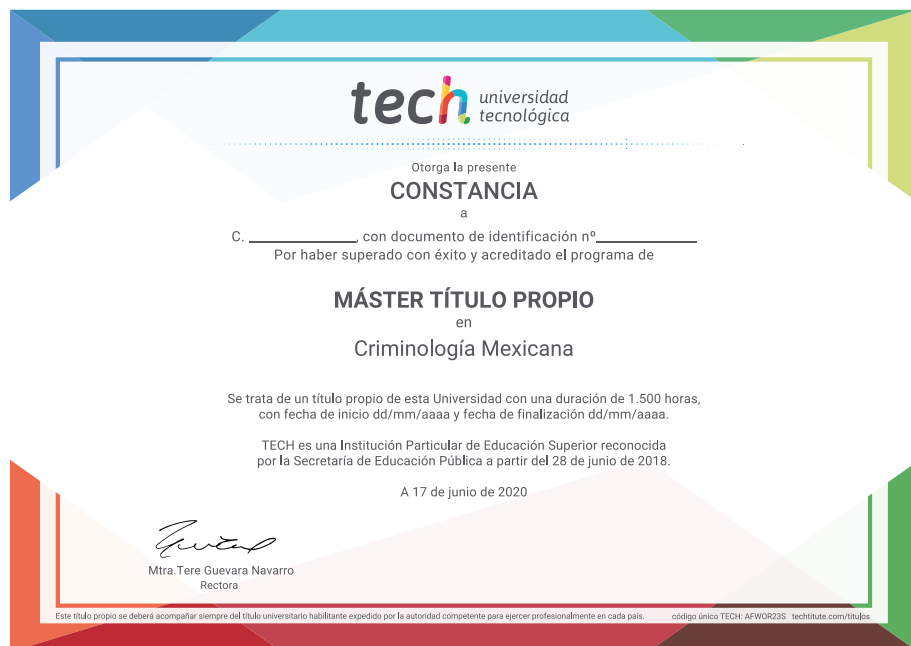 tech universidad
tecnológica
Otorga la presente
CONSTANCIA
a
C. ____________, con documento de identificación nº____________
Por haber superado con éxito y acreditado el programa de
MÁSTER TÍTULO PROPIO
en
Criminología Mexicana
Se trata de un título propio de esta Universidad con una duración de 1.500 horas,
con fecha de inicio dd/mm/aaaa y fecha de finalización dd/mm/aaaa.
TECH es una Institución Particular de Educación Superior reconocida
por la Secretaría de Educación Pública a partir del 28 de junio de 2018.
A 17 de junio de 2020
Mtra.Tere Guevara Navarro
Rectora
Este título propio se deberá acompañar siempre del título universitario habilitante expedido por la autoridad competente para ejercer profesionalmente en cada país. código único TECH: AFWOR23S techtitute.com/titulos